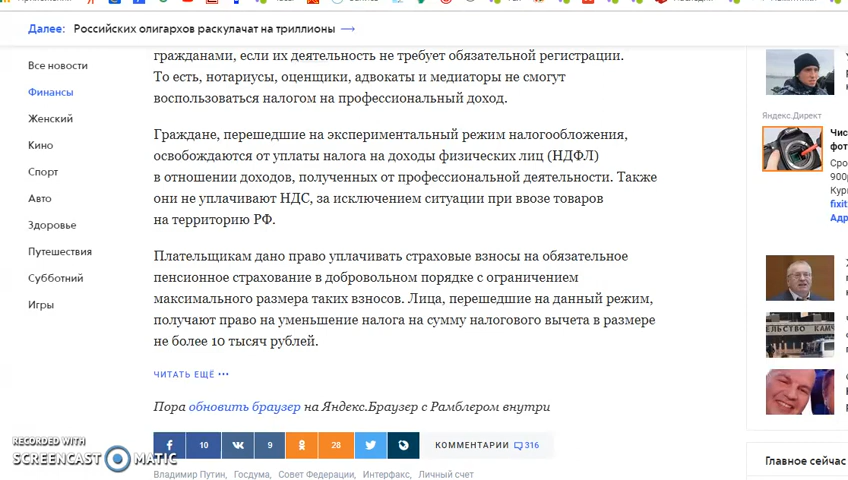 Далее: Российских олигархов раскулачат на триллионы
Все новости
Финансы
Женский
Кино
Спорт
Авто
Здоровье
Путешествия
Субботний
Игры
гражданами, если их деятельность не требует обязательной регистрации.
То есть, нотариусы, оценщики, адвокаты и медиаторы не смогут
воспользоваться налогом на профессиональный доход.
Граждане, перешедшие на экспериментальный режим налогообложения,
освобождаются от уплаты налога на доходы физических лиц (НДФЛ)
в отношении доходов, полученных от профессиональной деятельности. Также
они не уплачивают НДС, за исключением ситуации при ввозе товаров
на территорию РФ.
Плательщикам дано право уплачивать страховые взносы на обязательное
пенсионное страхование в добровольном порядке с ограничением
максимального размера таких взносов. Лица, перешедшие на данный режим,
получают право на уменьшение налога на сумму налогового вычета в размере
не более 10 тысяч рублей.
ЧИТАТЬ ЕЩЁ
Пора обновить браузер на Яндекс.Браузер с Рамблером внутри
10 9 28 КОММЕНТАРИИ 316
Владимир Путин, Госдума, Совет Федерации, Интерфакс, Личный счет
Яндекс.Директ
Чис
фот
Сро
900р
Кур
fixit
Адр
Главное сейчас
RECORDED WITH
SCREENCAST MATIC